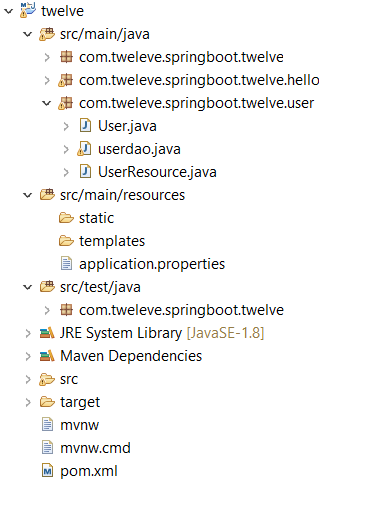 twelve
src/main/java
com.tweleve.springboot.twelve
com.tweleve.springboot.twelve.hello
com.tweleve.springboot.twelve.user
User.java
userdao.java
UserResource.java
src/main/resources
static
templates
application.properties
src/test/java
com.tweleve.springboot.twelve
JRE System Library [JavaSE-1.8]
Maven Dependencies
src
target
mvnw
mvnw.cmd
pom.xml